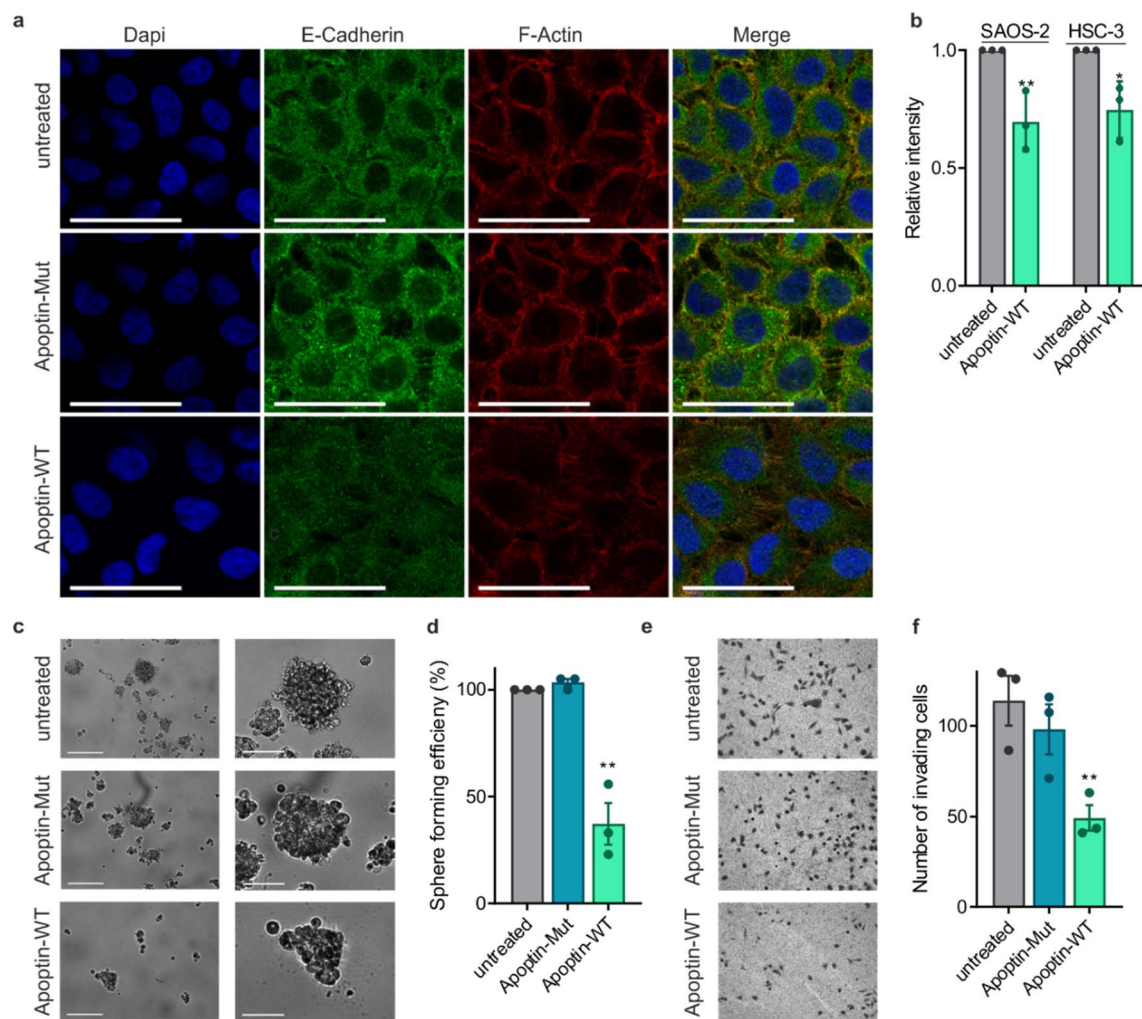 a
Dapi
E-Cadherin
F-Actin
Merge
untreated
Apoptin-Mut
Apoptin-WT
c
b
SAOS-2
HSC-3
Relative intensity
1.0
0.5
0.0
**
*
untreated
Apoptin-WT
untreated
Apoptin-WT
c
untreated
Apoptin-Mut
Apoptin-WT
d
Sphere forming efficieny (%)
100
50
0
**
untreated
Apoptin-Mut
Apoptin-WT
e
untreated
Apoptin-Mut
Apoptin-WT
f
Number of invading cells
100
50
0
**
untreated
Apoptin-Mut
Apoptin-WT